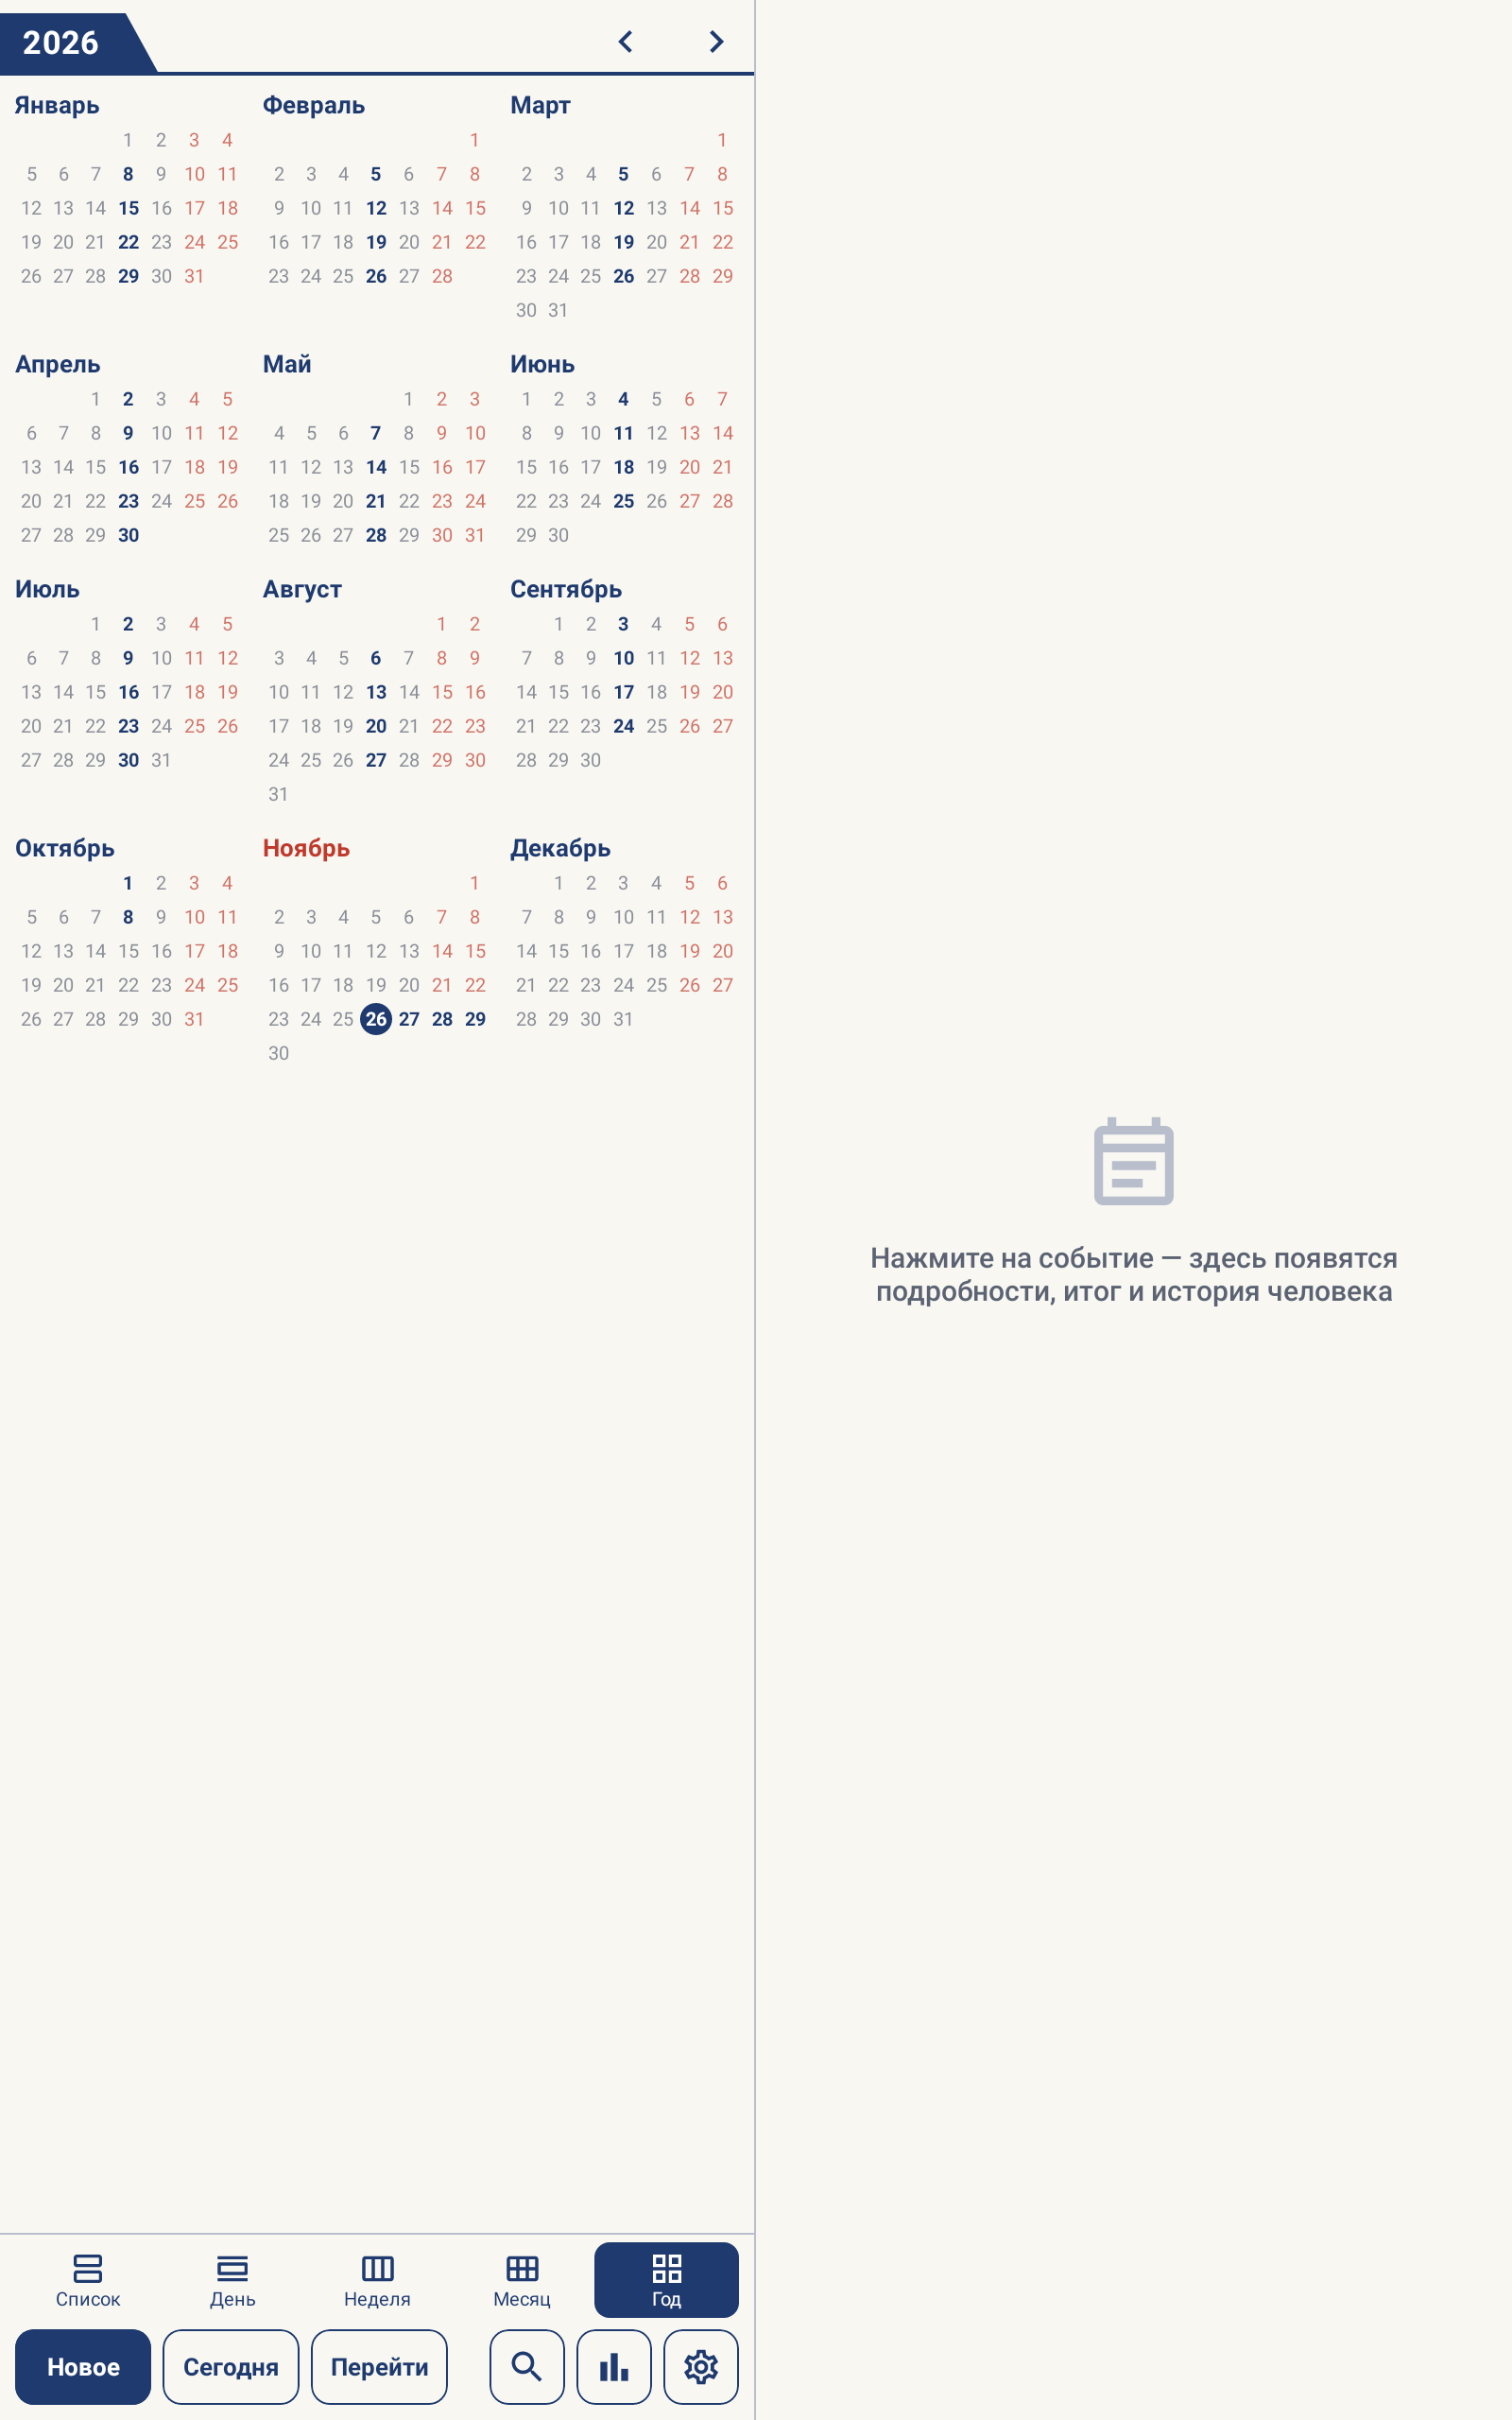 2026
Январь
1 2 3 4
5 6 7 8 9 10 11
12 13 14 15 16 17 18
19 20 21 22 23 24 25
26 27 28 29 30 31
Февраль
1
2 3 4 5 6 7 8
9 10 11 12 13 14 15
16 17 18 19 20 21 22
23 24 25 26 27 28
Март
1
2 3 4 5 6 7 8
9 10 11 12 13 14 15
16 17 18 19 20 21 22
23 24 25 26 27 28 29
30 31
Апрель
1 2 3 4 5
6 7 8 9 10 11 12
13 14 15 16 17 18 19
20 21 22 23 24 25 26
27 28 29 30
Май
1 2 3
4 5 6 7 8 9 10
11 12 13 14 15 16 17
18 19 20 21 22 23 24
25 26 27 28 29 30 31
Июнь
1 2 3 4 5 6 7
8 9 10 11 12 13 14
15 16 17 18 19 20 21
22 23 24 25 26 27 28
29 30
Июль
1 2 3 4 5
6 7 8 9 10 11 12
13 14 15 16 17 18 19
20 21 22 23 24 25 26
27 28 29 30 31
Август
1 2
3 4 5 6 7 8 9
10 11 12 13 14 15 16
17 18 19 20 21 22 23
24 25 26 27 28 29 30
31
Сентябрь
1 2 3 4 5 6
7 8 9 10 11 12 13
14 15 16 17 18 19 20
21 22 23 24 25 26 27
28 29 30
Октябрь
1 2 3 4
5 6 7 8 9 10 11
12 13 14 15 16 17 18
19 20 21 22 23 24 25
26 27 28 29 30 31
Ноябрь
1
2 3 4 5 6 7 8
9 10 11 12 13 14 15
16 17 18 19 20 21 22
23 24 25 26 27 28 29
30
Декабрь
1 2 3 4 5 6
7 8 9 10 11 12 13
14 15 16 17 18 19 20
21 22 23 24 25 26 27
28 29 30 31
Нажмите на событие — здесь появятся
подробности, итог и история человека
Список День Неделя Месяц Год
Новое Сегодня Перейти